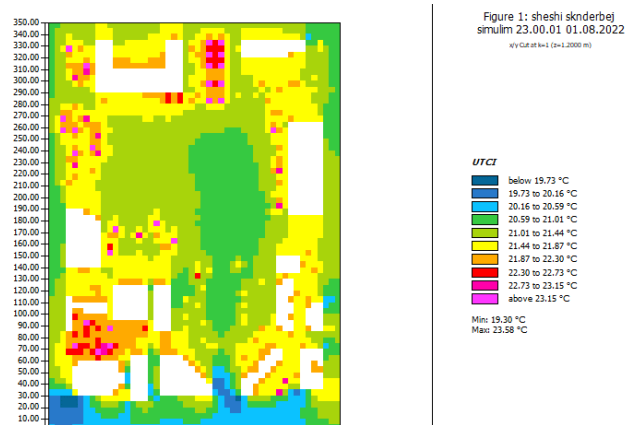 Figure 1: sheshi sknderbej
simulim 23.00.01 01.08.2022
x/y Cut at k=1 (z=1.2000 m)
350.00
340.00
330.00
320.00
310.00
300.00
290.00
280.00
270.00
260.00
250.00
240.00
230.00
220.00
210.00
200.00
190.00
180.00
170.00
160.00
150.00
140.00
130.00
120.00
110.00
100.00
90.00
80.00
70.00
60.00
50.00
40.00
30.00
20.00
10.00
UTCI
below 19.73 °C
19.73 to 20.16 °C
20.16 to 20.59 °C
20.59 to 21.01 °C
21.01 to 21.44 °C
21.44 to 21.87 °C
21.87 to 22.30 °C
22.30 to 22.73 °C
22.73 to 23.15 °C
above 23.15 °C
Min: 19.30 °C
Max: 23.58 °C